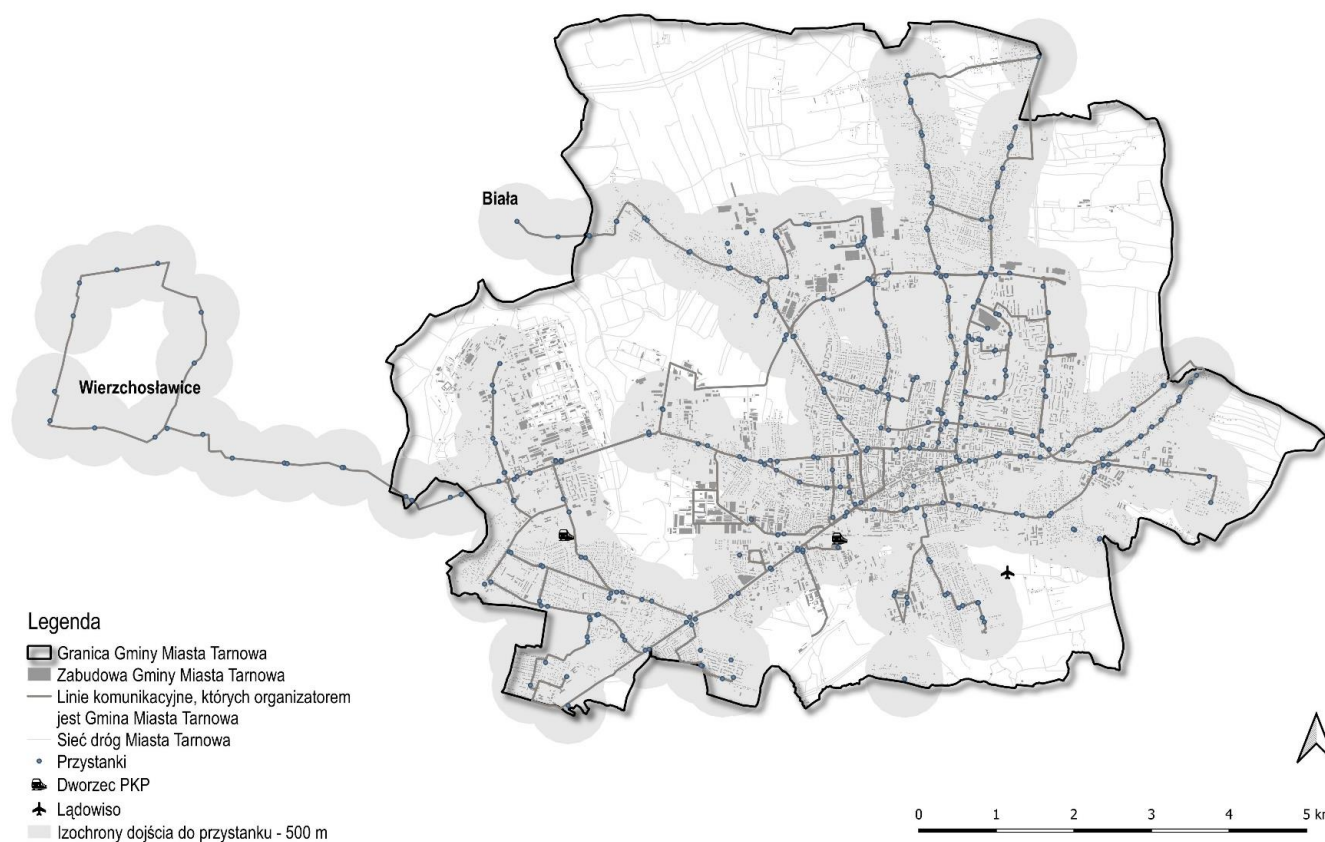 Biała
Wierzchosławice
Legenda
Granica Gminy Miasta Tarnowa
Zabudowa Gminy Miasta Tarnowa
Linie komunikacyjne, których organizatorem
jest Gmina Miasta Tarnowa
Sieć dróg Miasta Tarnowa
Przystanki
Dworzec PKP
Lądowiso
Izochrony dojścia do przystanku - 500 m
0 1 2 3 4 5 km